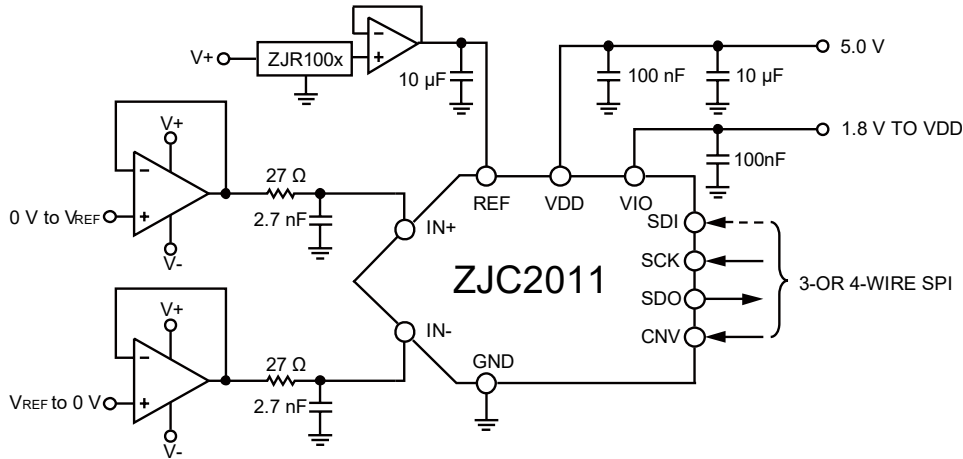 V+
ZJR100x
−
+
10 µF
100 nF
10 µF
5.0 V
1.8 V TO VDD
100nF
V+
−
+
0 V to VREF
V-
27 Ω
2.7 nF
REF
VDD
VIO
IN+
IN-
ZJC2011
SDI
SCK
SDO
CNV
3-OR 4-WIRE SPI
GND
V+
−
+
VREF to 0 V
V-
27 Ω
2.7 nF